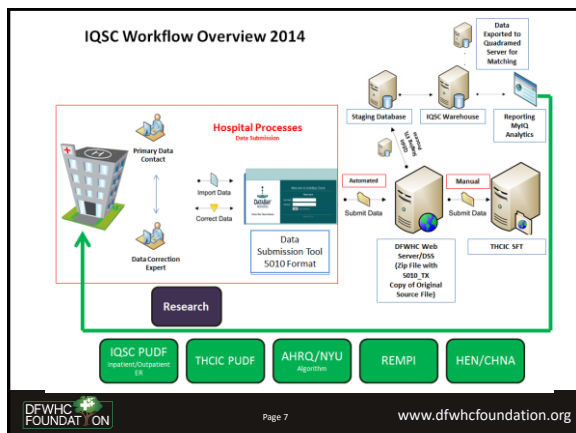 IQSC Workflow Overview 2014
Data
Exported to
Quadramed
Server for
Matching
Staging Database
IQSC Warehouse
Reporting
MyIQ
Analytics
Hospital Processes
Data Submission
Primary Data
Contact
Import Data
Correct Data
Data Correction
Expert
Data
Submission Tool
5010 Format
Automated
Submit Data
Manual
Submit Data
DFWHC Web
Server/DSS
(Zip File with
5010_TX
Copy of Original
Source File)
THCIC SFT
Research
IQSC PUDF
Inpatient/Outpatient
ER
THCIC PUDF
AHRQ/NYU
Algorithm
REMPI
HEN/CHNA
DFWHC
FOUNDATION
Page 7
www.dfwhcfoundation.org